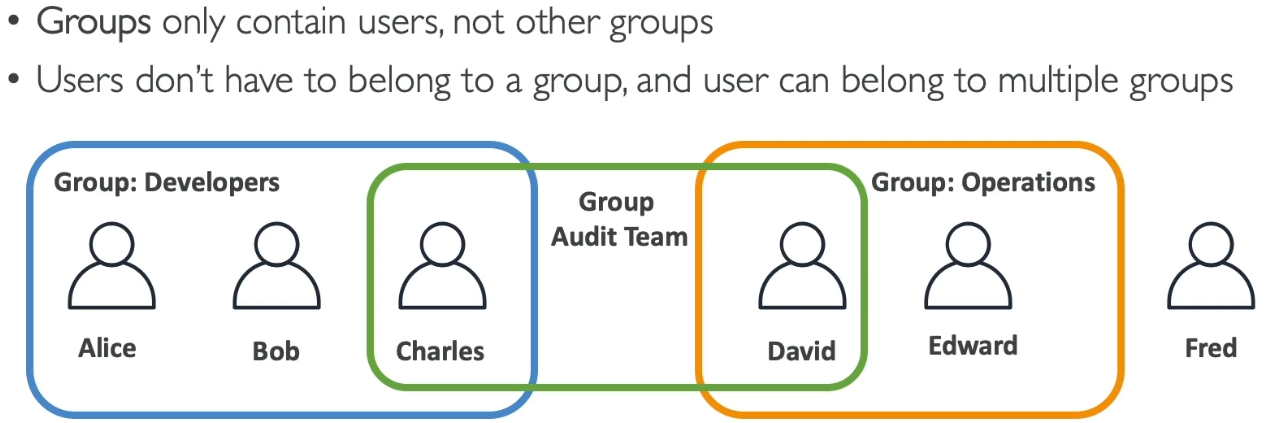 • Groups only contain users, not other groups
• Users don't have to belong to a group, and user can belong to multiple groups
Group: Developers
Group
Audit Team
Group: Operations
Alice
Bob
Charles
David
Edward
Fred